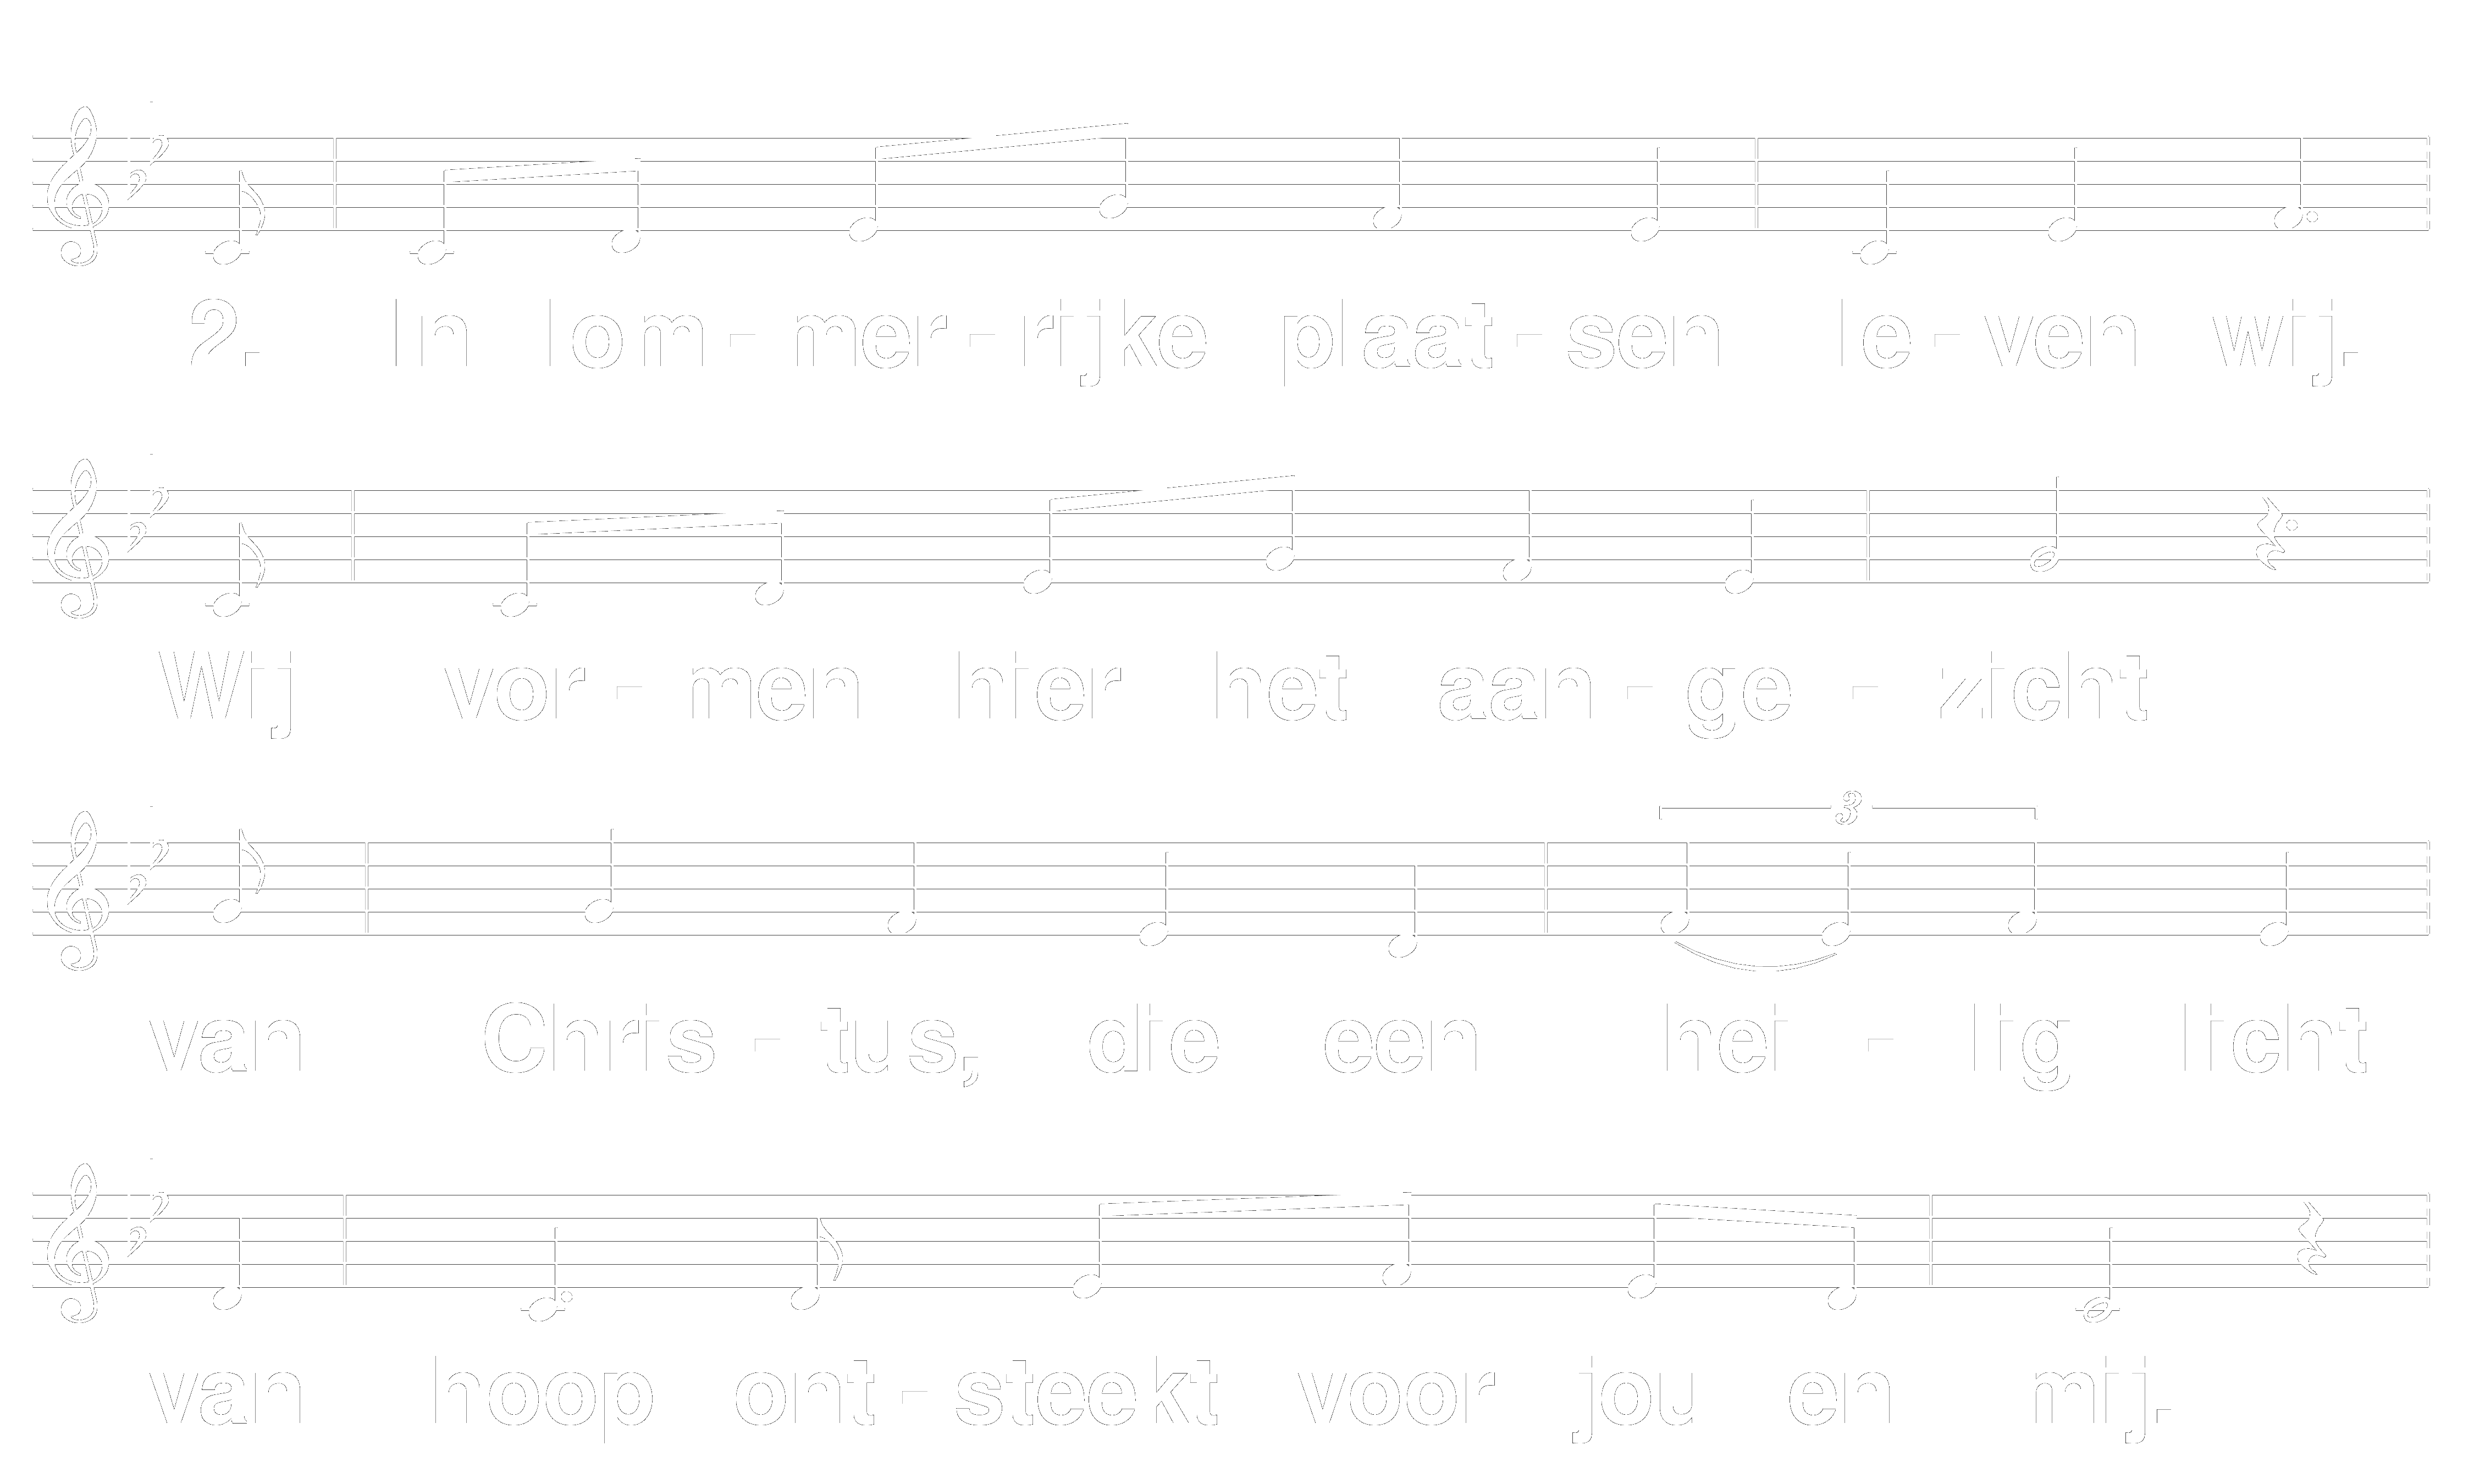 2. In lom - mer - rijke plaat - sen le - ven wij.
Wij vor - men hier het aan - ge - zicht
3
van Chris - tus, die een hei - lig licht
van hoop ont - steekt voor jou en mij.